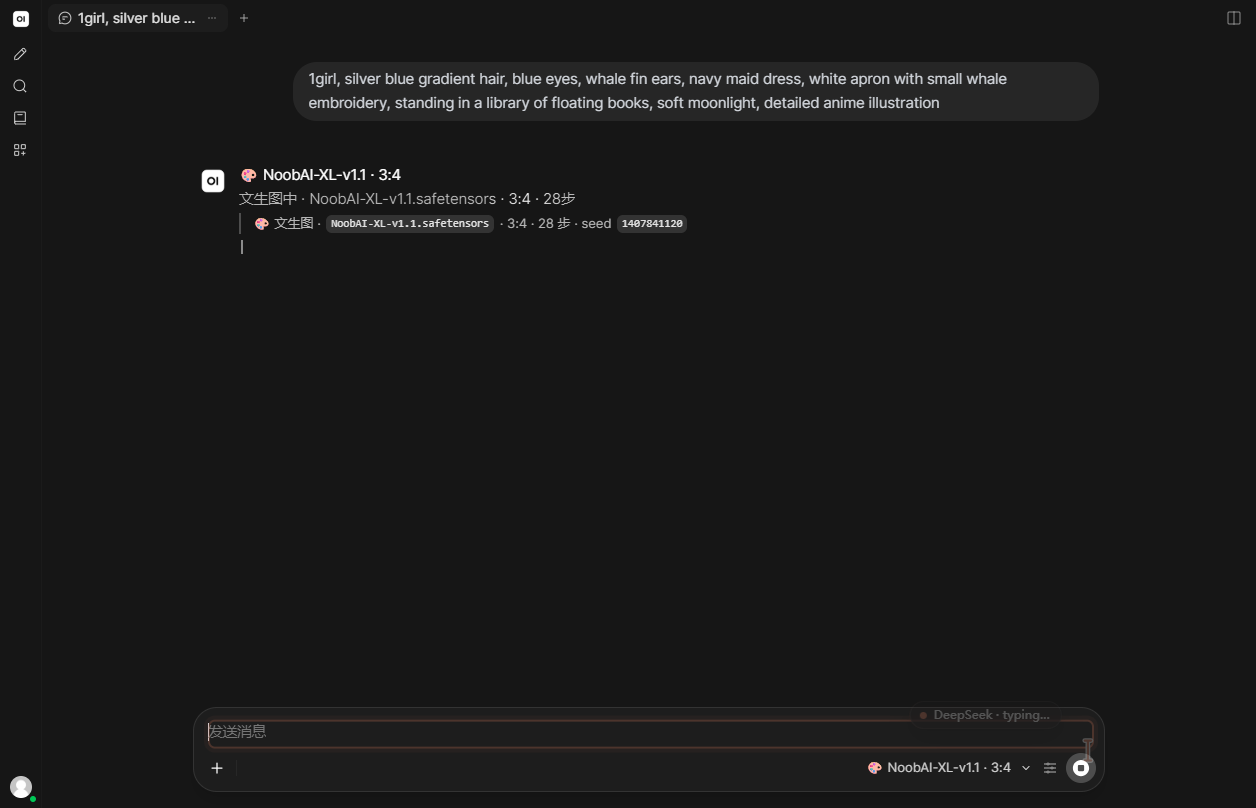 OI
1girl, silver blue ...
1girl, silver blue gradient hair, blue eyes, whale fin ears, navy maid dress, white apron with small whale
embroidery, standing in a library of floating books, soft moonlight, detailed anime illustration
OI
NoobAI-XL-v1.1 · 3:4
文生图中 · NoobAI-XL-v1.1.safetensors · 3:4 · 28步
文生图 · NoobAI-XL-v1.1.safetensors · 3:4 · 28 步 · seed 1407841120
DeepSeek · typing...
发送消息
NoobAI-XL-v1.1 · 3:4